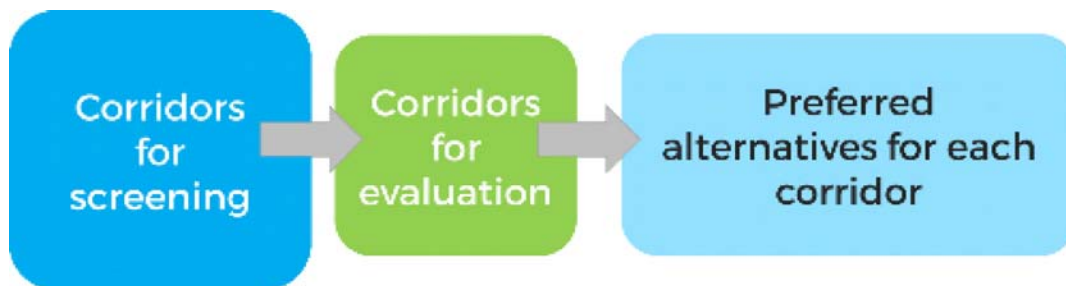 Corridors
for
screening
Corridors
for
evaluation
Preferred
alternatives for each
corridor